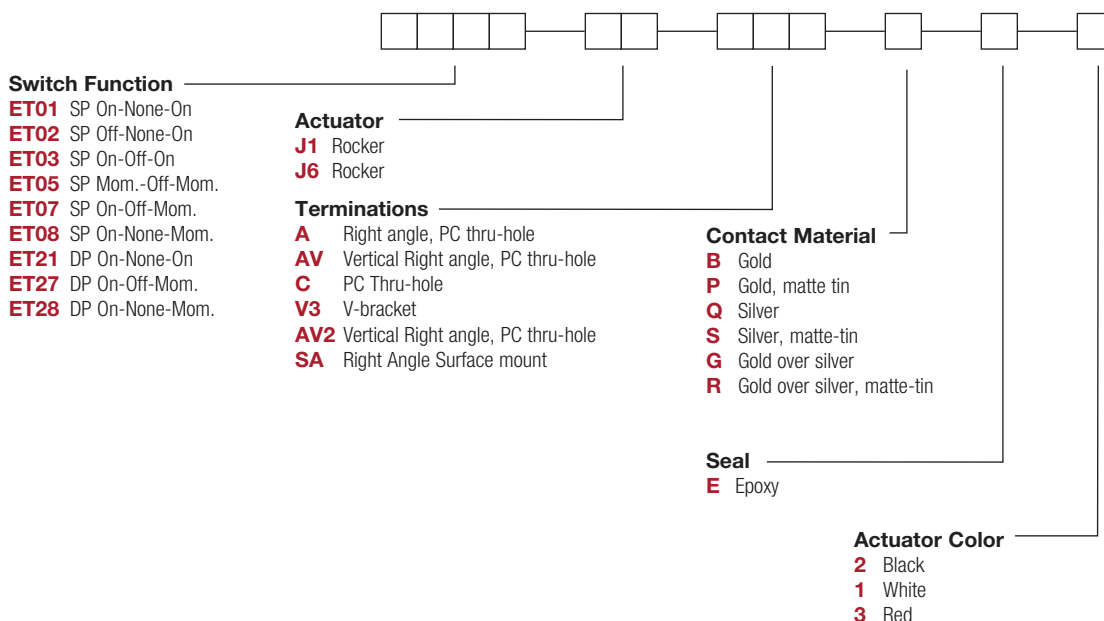 Switch Function
ET01 SP On-None-On
ET02 SP Off-None-On
ET03 SP On-Off-On
ET05 SP Mom.-Off-Mom.
ET07 SP On-Off-Mom.
ET08 SP On-None-Mom.
ET21 DP On-None-On
ET27 DP On-Off-Mom.
ET28 DP On-None-Mom.
Actuator
J1 Rocker
J6 Rocker
Terminations
A Right angle, PC thru-hole
AV Vertical Right angle, PC thru-hole
C PC Thru-hole
V3 V-bracket
AV2 Vertical Right angle, PC thru-hole
SA Right Angle Surface mount
Contact Material
B Gold
P Gold, matte tin
Q Silver
S Silver, matte-tin
G Gold over silver
R Gold over silver, matte-tin
Seal
E Epoxy
Actuator Color
2 Black
1 White
3 Red